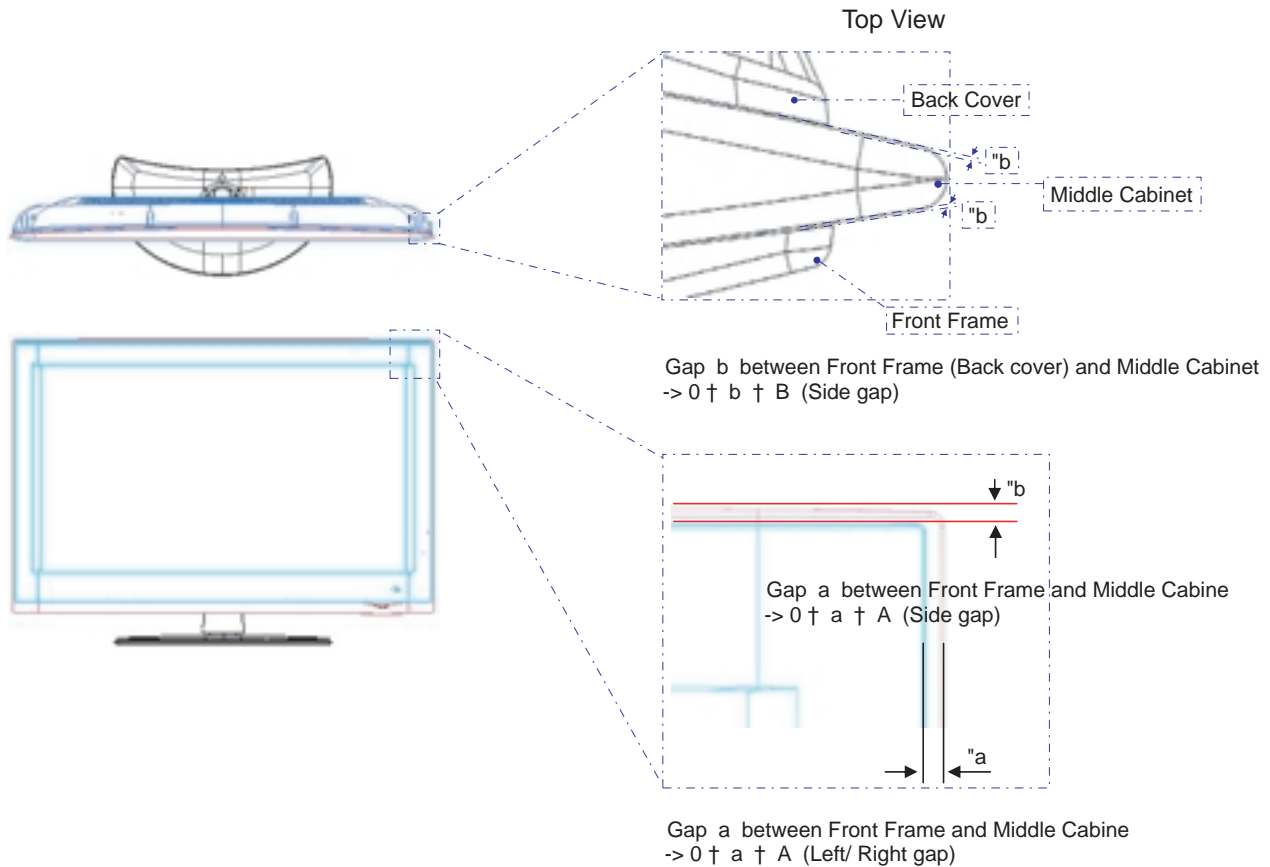 Top View
Back Cover
"b
Middle Cabinet
"b
Front Frame
Gap b between Front Frame (Back cover) and Middle Cabinet
-> 0 † b † B (Side gap)
"b
Gap a between Front Frame and Middle Cabine
-> 0 † a † A (Side gap)
"a
Gap a between Front Frame and Middle Cabine
-> 0 † a † A (Left/ Right gap)